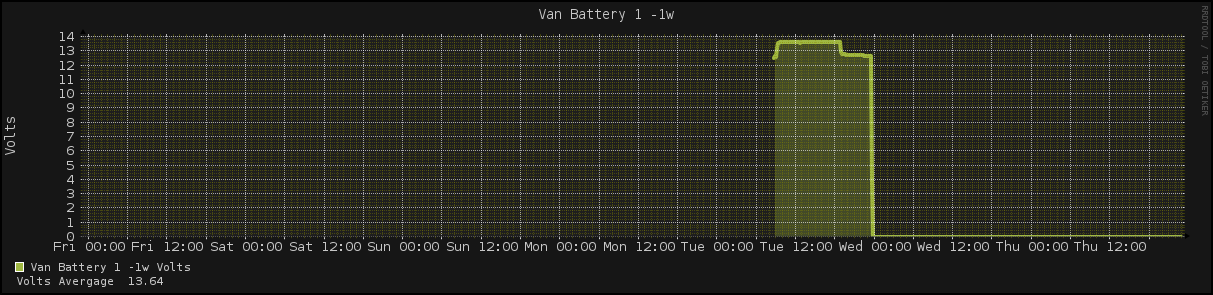 Van Battery 1 -1w
RRDTOOL / TOBI OETIKER
Volts
14
13
12
11
10
9
8
7
6
5
4
3
2
1
0
Fri 00:00 Fri 12:00 Sat 00:00 Sat 12:00 Sun 00:00 Sun 12:00 Mon 00:00 Mon 12:00 Tue 00:00 Tue 12:00 Wed 00:00 Wed 12:00 Thu 00:00 Thu 12:00
Van Battery 1 -1w Volts
Volts Avergage 13.64